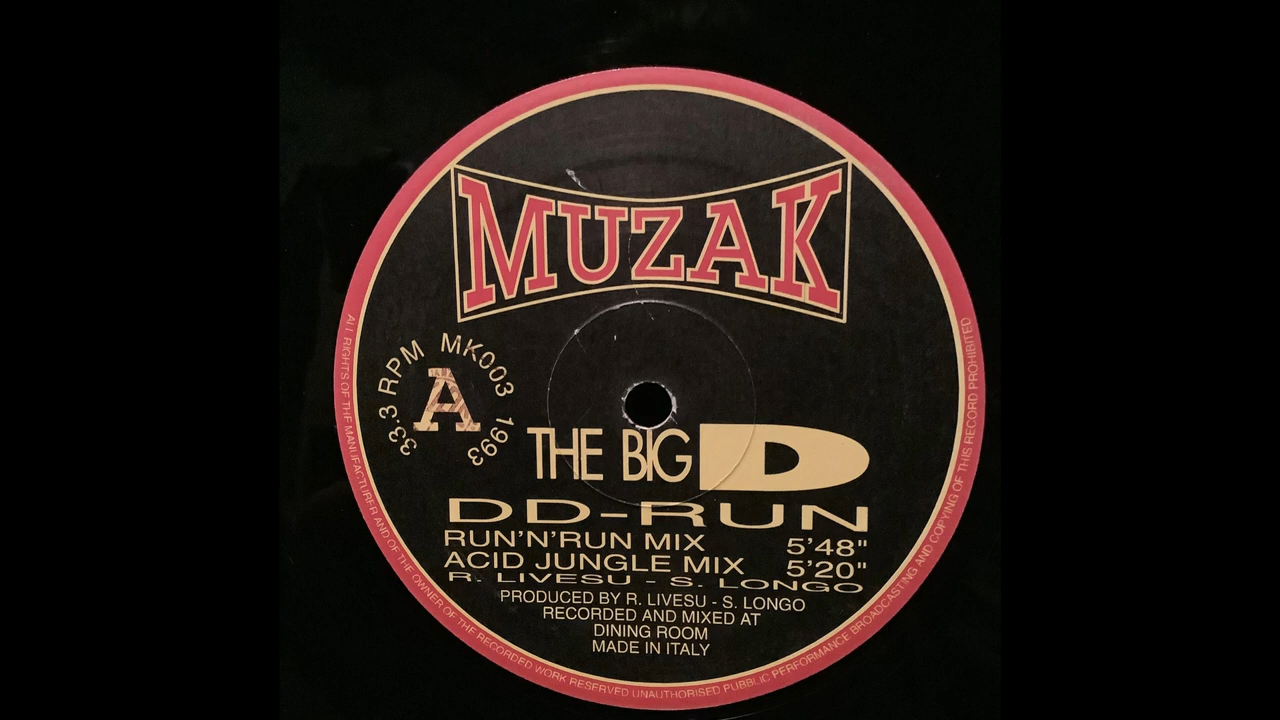 MUZAK
33.3 RPM MK003 1993
A
THE BIG D
DD-RUN
RUN'N'RUN MIX 5'48"
ACID JUNGLE MIX 5'20"
R. LIVESU - S. LONGO
PRODUCED BY R. LIVESU - S. LONGO
RECORDED AND MIXED AT
DINING ROOM
MADE IN ITALY
ALL RIGHTS OF THE MANUFACTURER AND OF THE OWNER OF THE RECORDED WORK RESERVED UNAUTHORISED PUBBLIC PERFORMANCE BROADCASTING AND COPYING OF THIS RECORD PROHIBITED